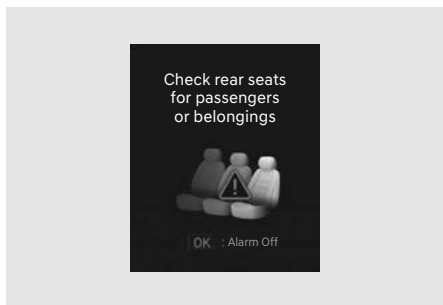 Check rear seats
for passengers
or belongings
OK : Alarm Off